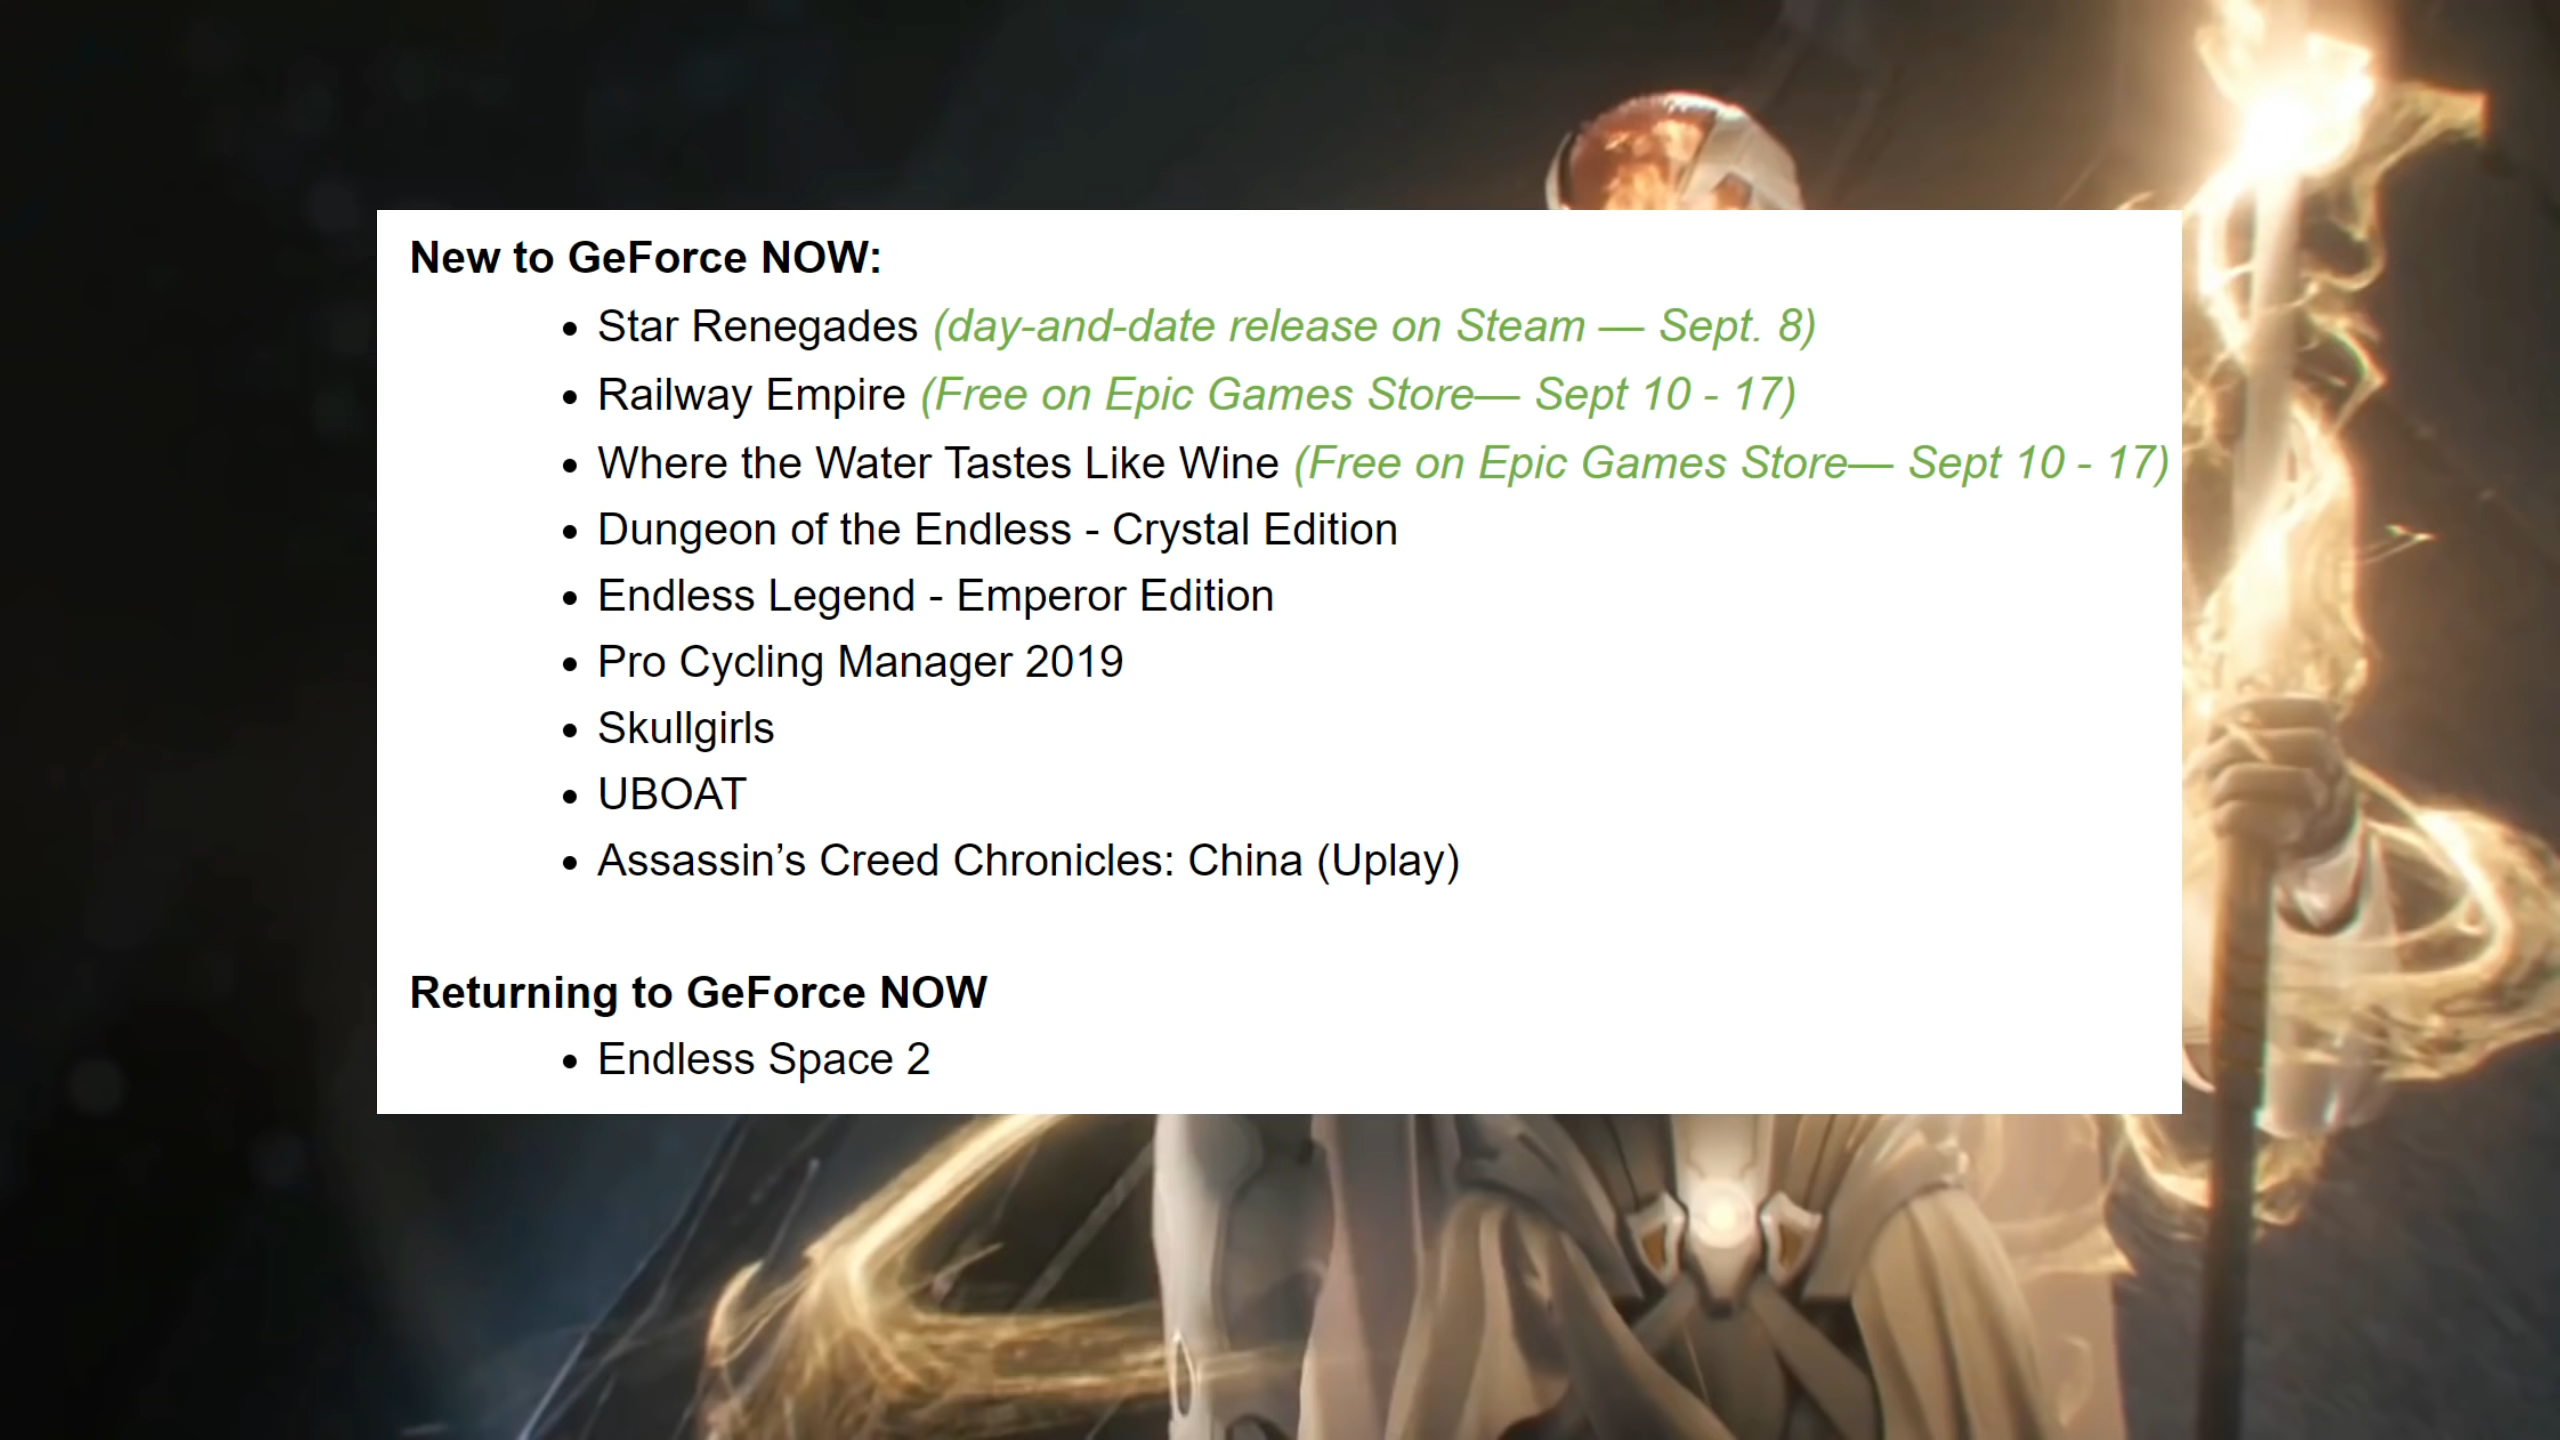 New to GeForce NOW:
• Star Renegades (day-and-date release on Steam — Sept. 8)
• Railway Empire (Free on Epic Games Store— Sept 10 - 17)
• Where the Water Tastes Like Wine (Free on Epic Games Store— Sept 10 - 17)
• Dungeon of the Endless - Crystal Edition
• Endless Legend - Emperor Edition
• Pro Cycling Manager 2019
• Skullgirls
• UBOAT
• Assassin’s Creed Chronicles: China (Uplay)
Returning to GeForce NOW
• Endless Space 2